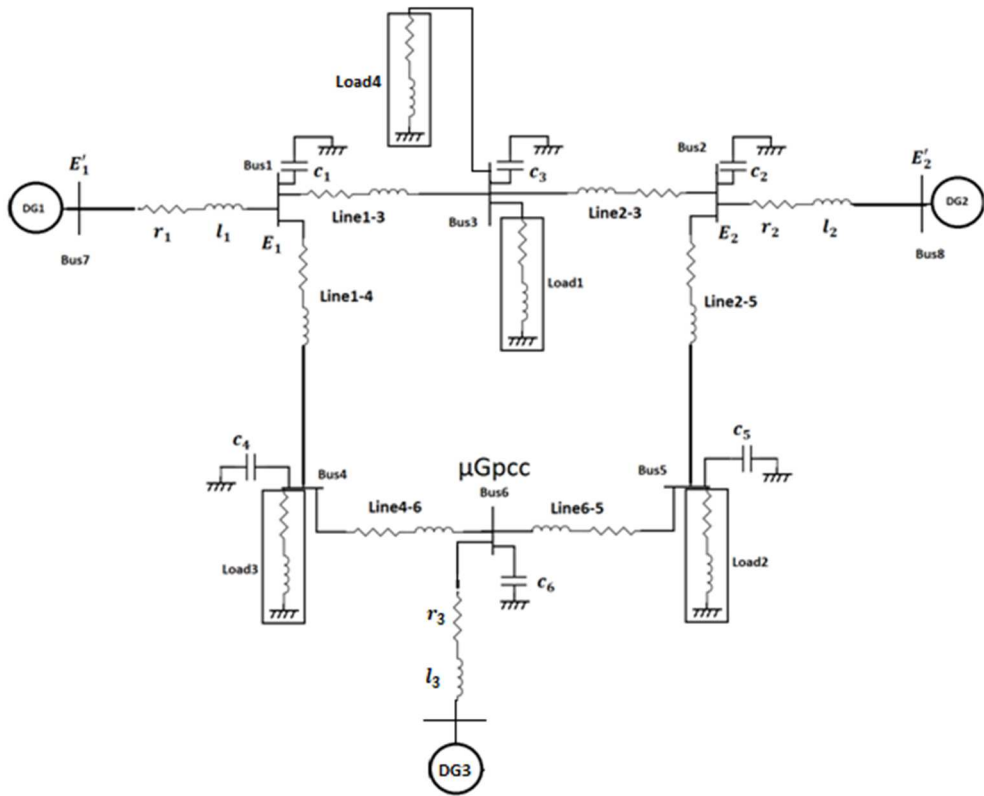 Load4
E′₁
Bus1
c₁
c₃
Bus2
c₂
E′₂
DG1
DG2
Line1-3
Line2-3
r₁
l₁
E₁
Bus3
E₂
r₂
l₂
Bus7
Bus8
Load1
Line1-4
Line2-5
c₄
c₅
Bus4
μGpcc
Bus5
Bus6
Line4-6
Line6-5
Load3
Load2
c₆
r₃
l₃
DG3